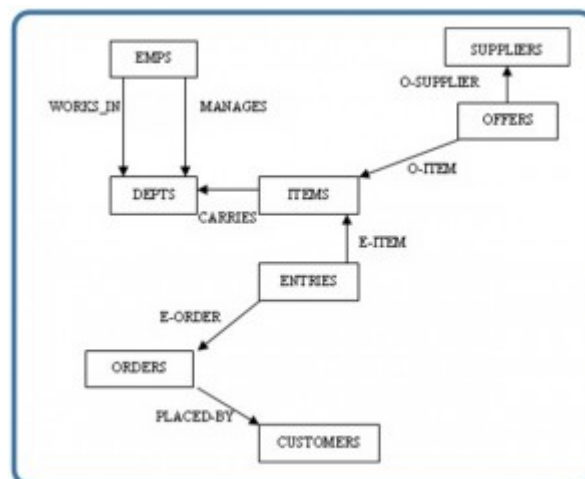 SUPPLIERS
EMPS
O-SUPPLIER
WORKS_IN
MANAGES
OFFERS
O-ITEM
DEPTS
ITEMS
CARRIES
E-ITEM
ENTRIES
E-ORDER
ORDERS
PLACED-BY
CUSTOMERS